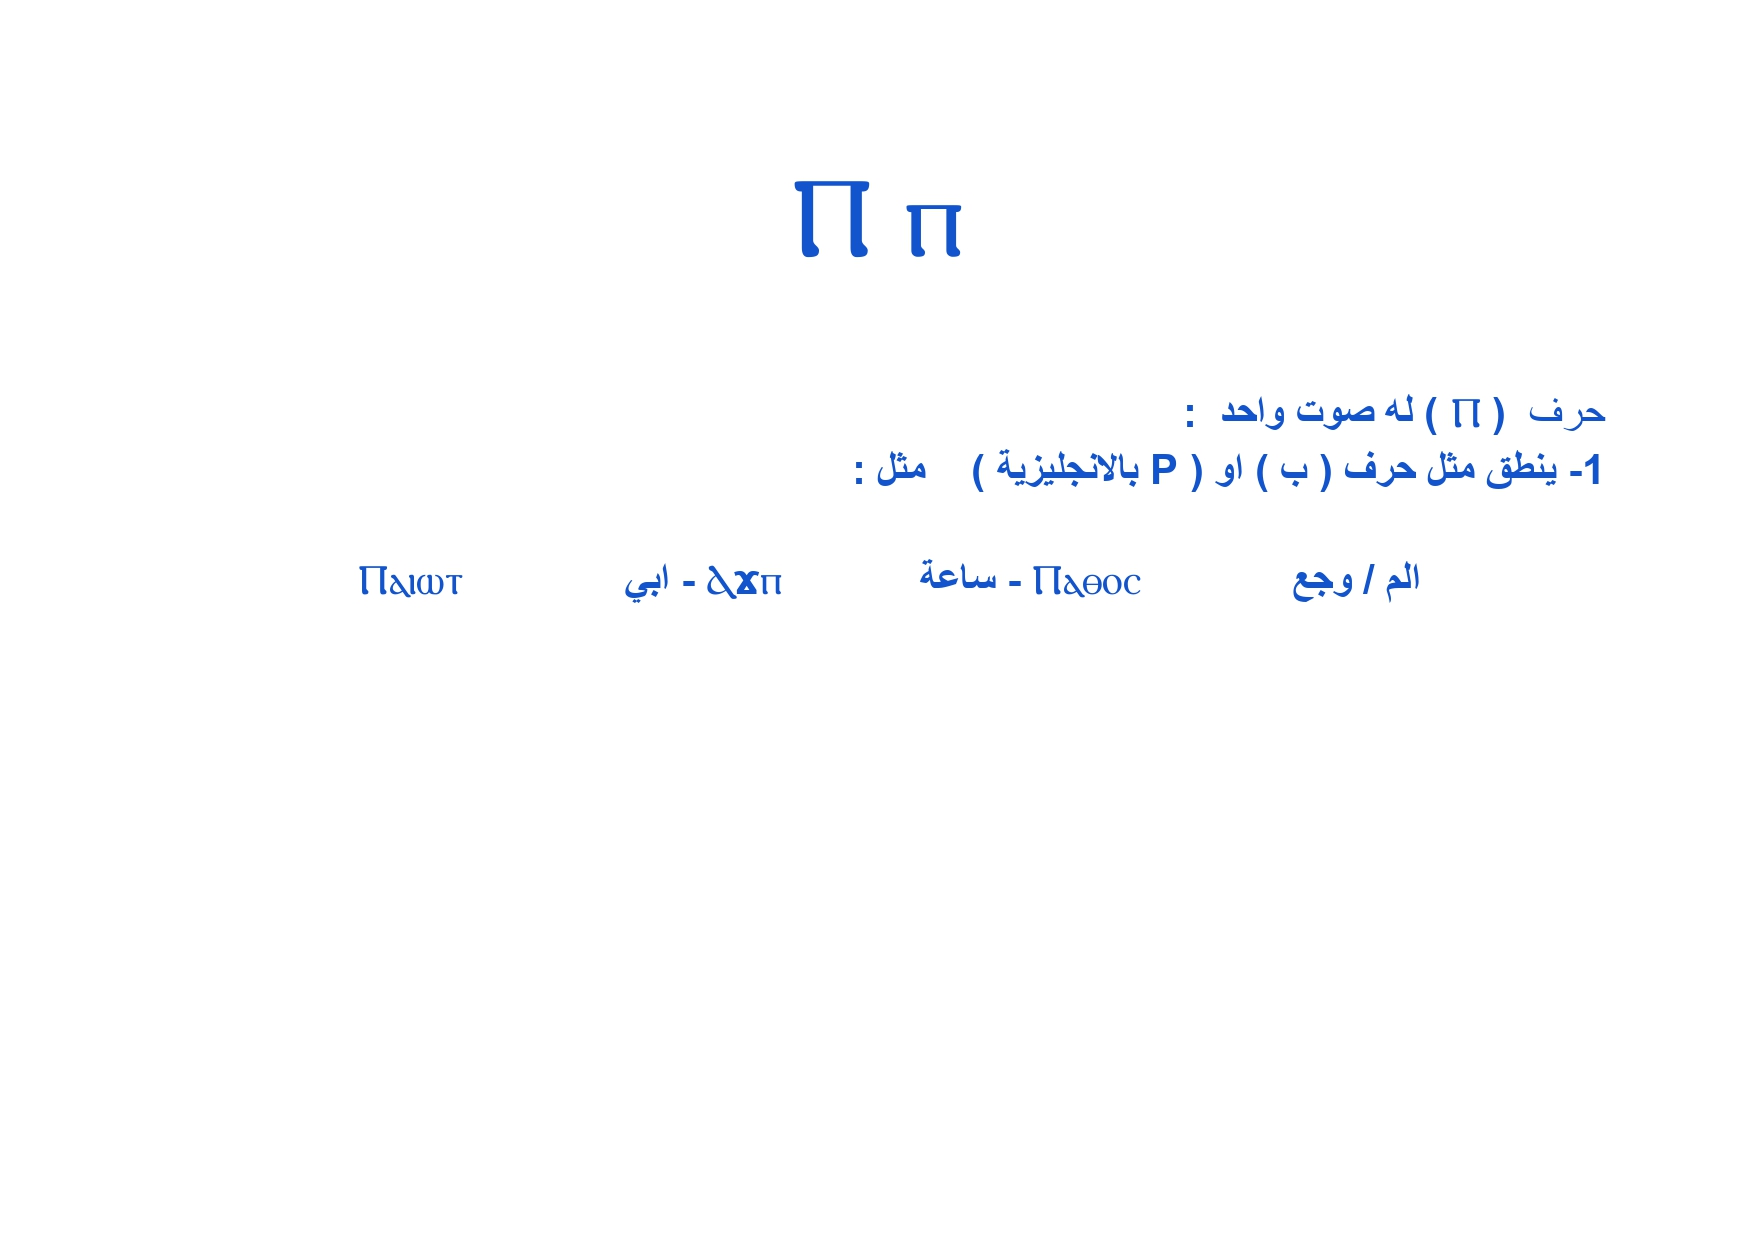 Ⲡ ⲡ
حرف ( Ⲡ ) له صوت واحد :
1- ينطق مثل حرف ( ب ) او ( P بالانجليزية ) مثل :
الم / وجع Ⲡⲁⲑⲟⲥ - ساعة Ⲁϫⲡ - ابي Ⲡⲁⲓⲱⲧ